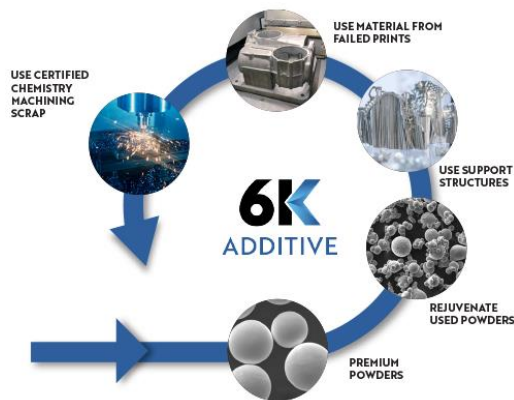 USE MATERIAL FROM
FAILED PRINTS
USE CERTIFIED
CHEMISTRY
MACHINING
SCRAP
USE SUPPORT
STRUCTURES
6K
ADDITIVE
REJUVENATE
USED POWDERS
PREMIUM
POWDERS